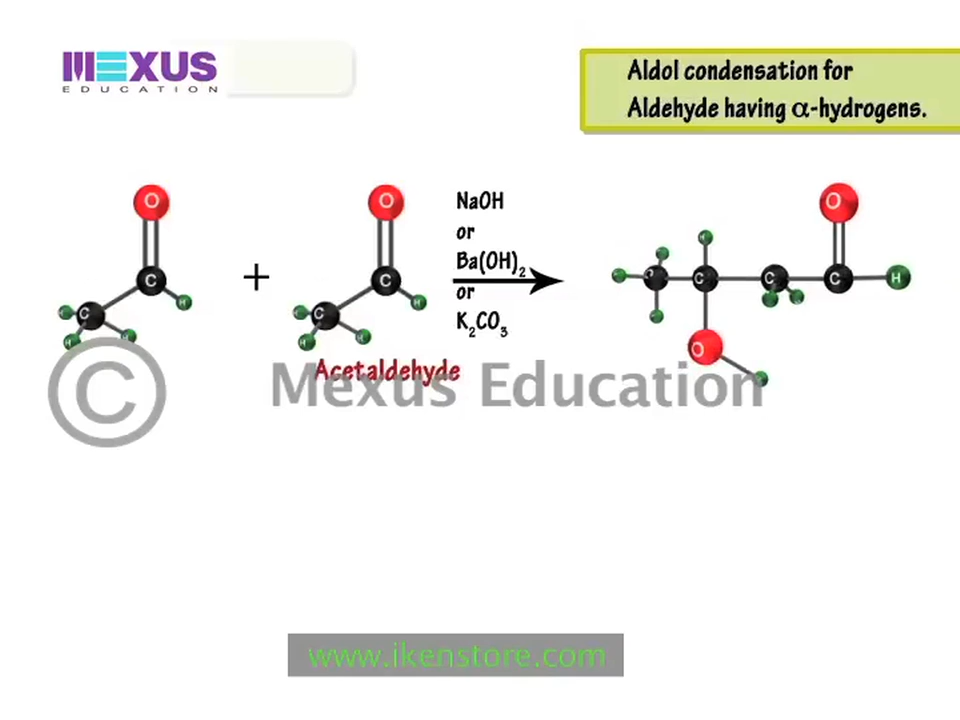 MEXUS
EDUCATION
Aldol condensation for
Aldehyde having α-hydrogens.
O
C
H
C
+
O
C
H
C
NaOH
or
Ba(OH)₂
or
K₂CO₃
Acetaldehyde
O
C
C
C
C
H
O
© Mexus Education
www.ikenstore.com